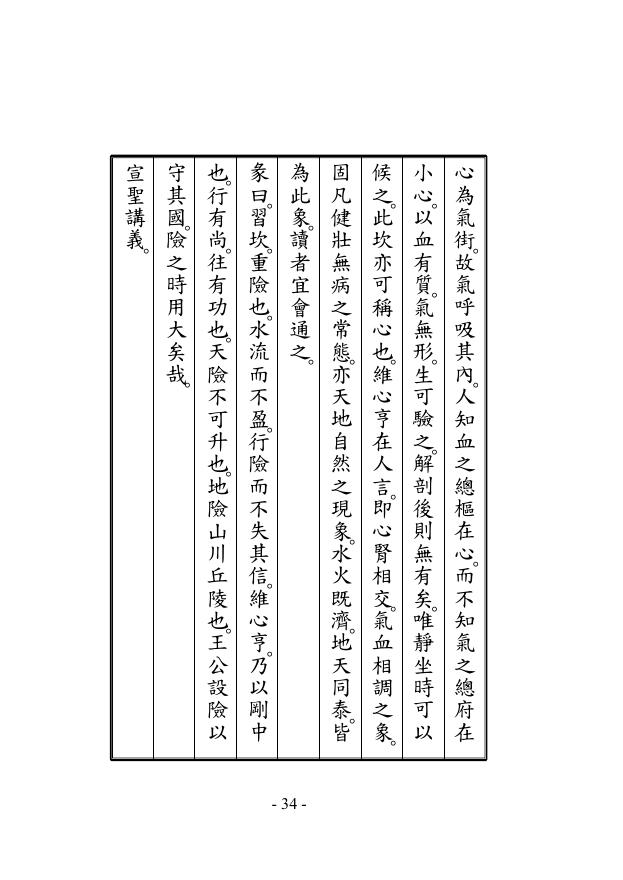 心為氣街。故氣呼吸其內。人知血之總樞在心。而不知氣之總府在
小心。以血有質。氣無形。生可驗之。解剖後則無有矣。唯靜坐時可以
候之。此坎亦可稱心也。維心亨在人言。即心腎相交。氣血相調之象。
固凡健壯無病之常態。亦天地自然之現象。水火既濟。地天同泰。皆
為此象。讀者宜會通之。
彖曰。習坎。重險也。水流而不盈。行險而不失其信。維心亨。乃以剛中
也。行有尚。往有功也。天險不可升也。地險山川丘陵也。王公設險以
守其國。險之時用大矣哉。
宣聖講義。
- 34 -